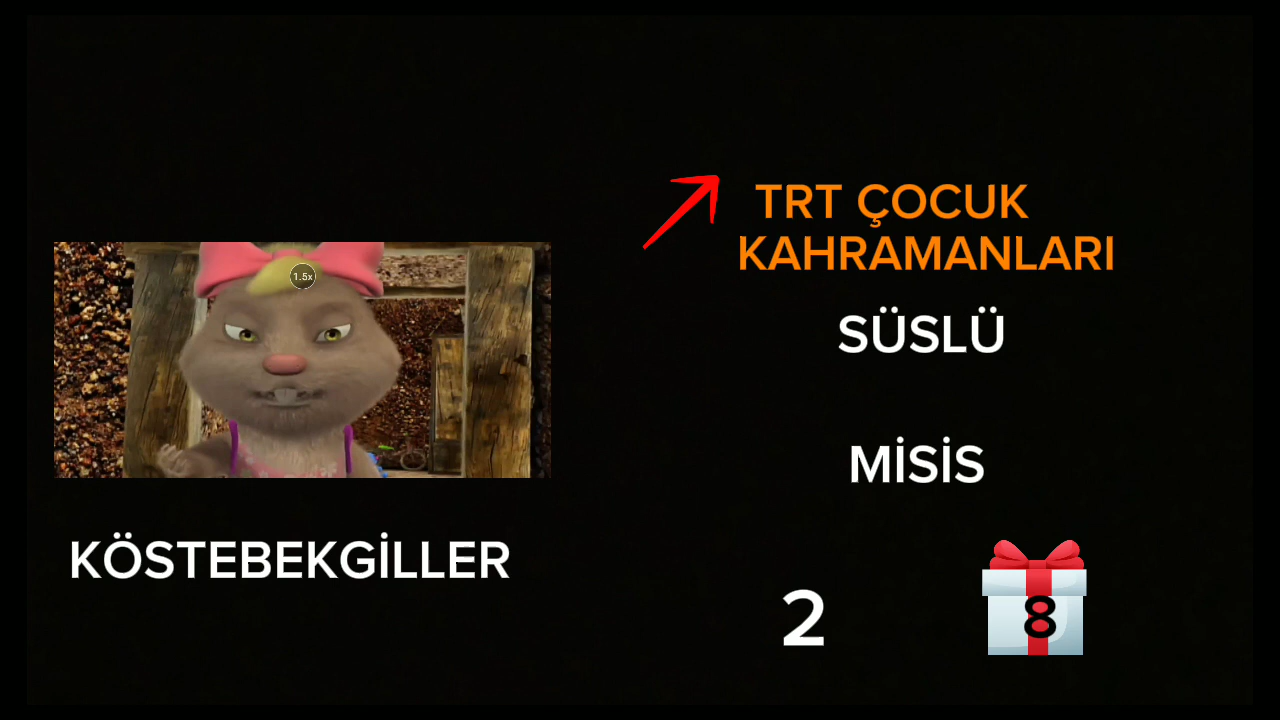 TRT ÇOCUK
KAHRAMANLARI
SÜSLÜ
1.5x
MİSİS
KÖSTEBEKGİLLER
2
8